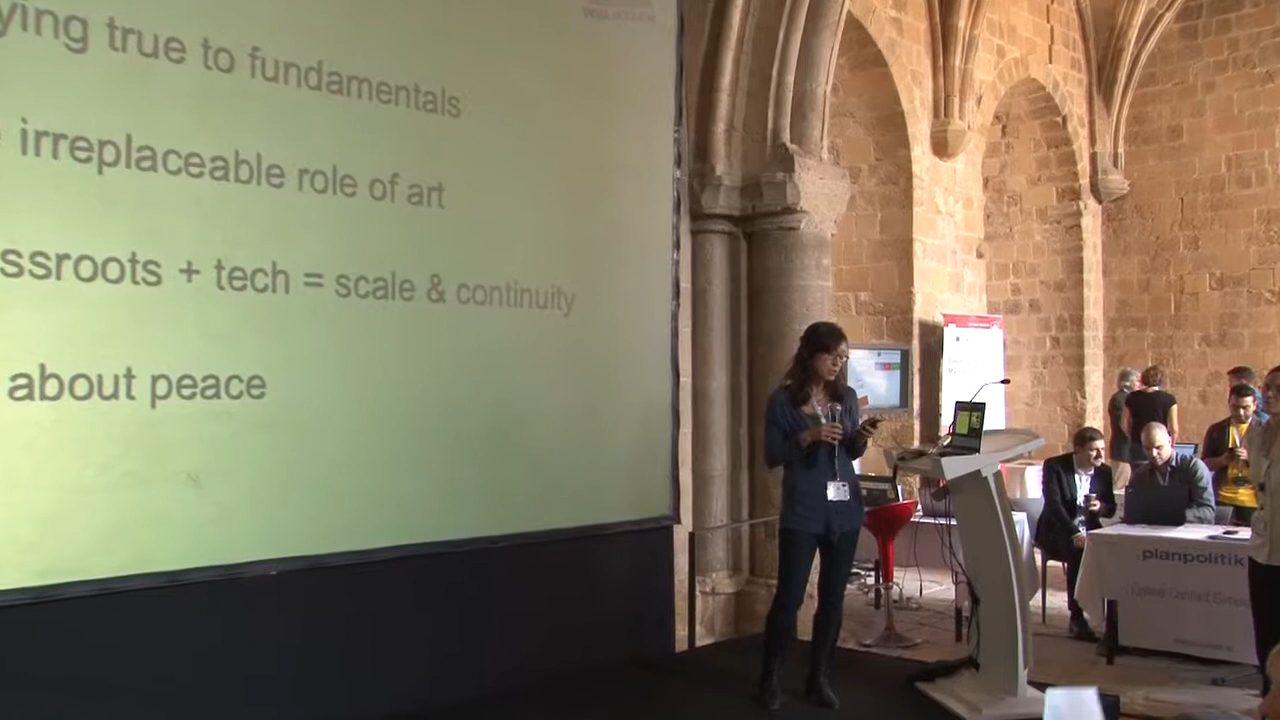 ying true to fundamentals
irreplaceable role of art
ssroots + tech = scale & continuity
about peace
planpolitik